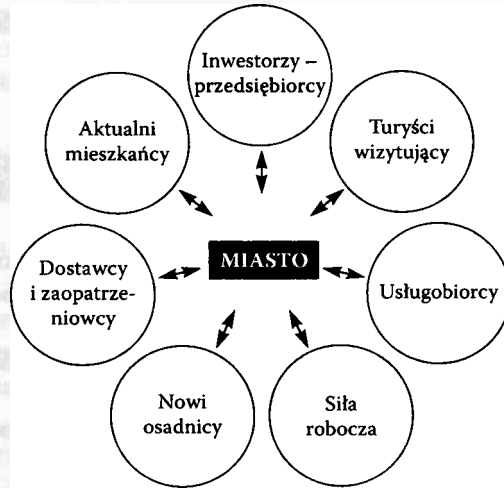 Inwestorzy –
przedsiębiorcy
Aktualni
mieszkańcy
Turyści
wizytujący
MIASTO
Dostawcy
i zaopatrze-
niowcy
Usługobiorcy
Nowi
osadnicy
Siła
robocza